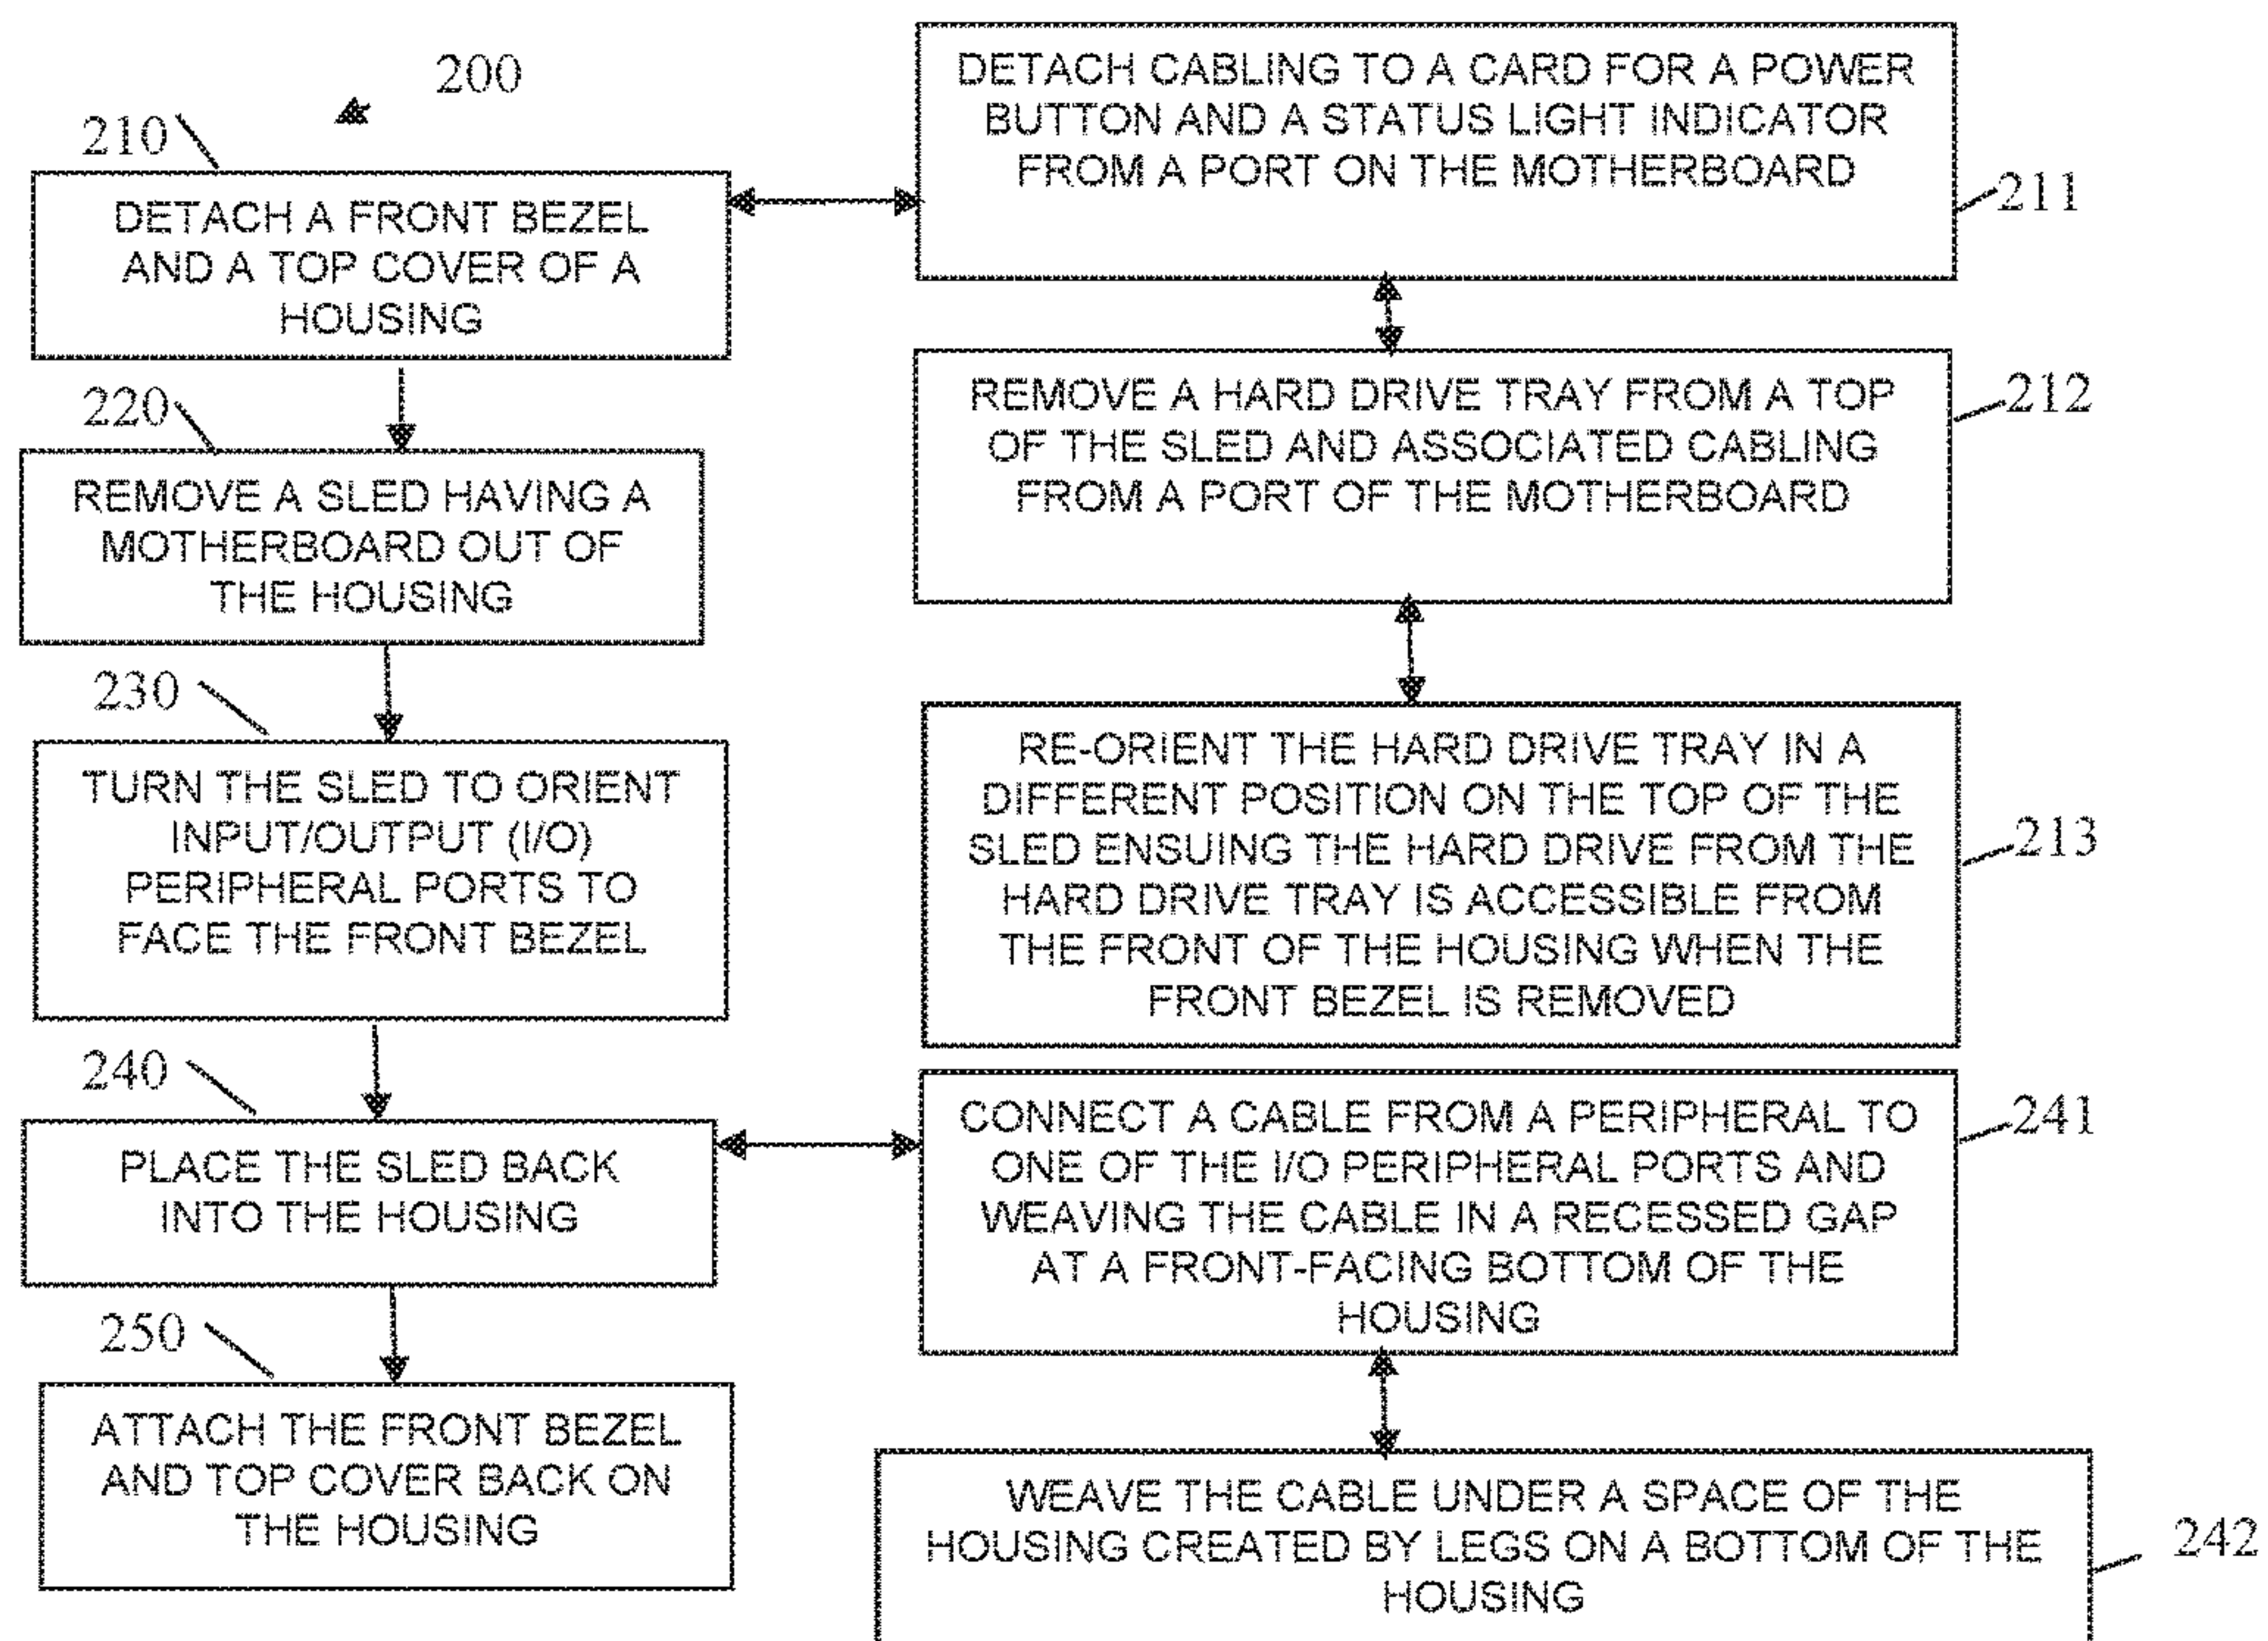 200
210
DETACH A FRONT BEZEL
AND A TOP COVER OF A
HOUSING
220
REMOVE A SLED HAVING A
MOTHERBOARD OUT OF
THE HOUSING
230
TURN THE SLED TO ORIENT
INPUT/OUTPUT (I/O)
PERIPHERAL PORTS TO
FACE THE FRONT BEZEL
240
PLACE THE SLED BACK
INTO THE HOUSING
250
ATTACH THE FRONT BEZEL
AND TOP COVER BACK ON
THE HOUSING
DETACH CABLING TO A CARD FOR A POWER
BUTTON AND A STATUS LIGHT INDICATOR
FROM A PORT ON THE MOTHERBOARD
211
REMOVE A HARD DRIVE TRAY FROM A TOP
OF THE SLED AND ASSOCIATED CABLING
FROM A PORT OF THE MOTHERBOARD
212
RE-ORIENT THE HARD DRIVE TRAY IN A
DIFFERENT POSITION ON THE TOP OF THE
SLED ENSUING THE HARD DRIVE FROM THE
HARD DRIVE TRAY IS ACCESSIBLE FROM
THE FRONT OF THE HOUSING WHEN THE
FRONT BEZEL IS REMOVED
213
CONNECT A CABLE FROM A PERIPHERAL TO
ONE OF THE I/O PERIPHERAL PORTS AND
WEAVING THE CABLE IN A RECESSED GAP
AT A FRONT-FACING BOTTOM OF THE
HOUSING
241
WEAVE THE CABLE UNDER A SPACE OF THE
HOUSING CREATED BY LEGS ON A BOTTOM OF THE
HOUSING
242